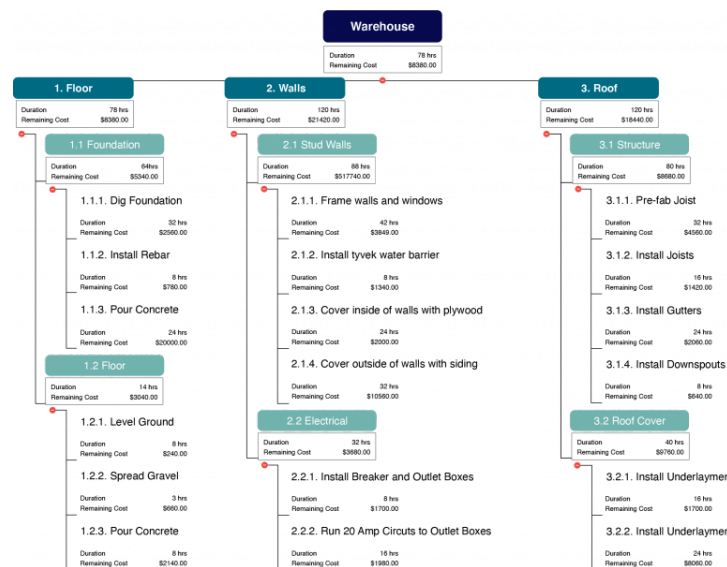 Warehouse
Duration 78 hrs
Remaining Cost $8380.00
1. Floor
Duration 78 hrs
Remaining Cost $8380.00
1.1 Foundation
Duration 64hrs
Remaining Cost $5340.00
1.1.1. Dig Foundation
Duration 32 hrs
Remaining Cost $2560.00
1.1.2. Install Rebar
Duration 8 hrs
Remaining Cost $780.00
1.1.3. Pour Concrete
Duration 24 hrs
Remaining Cost $20000.00
1.2 Floor
Duration 14 hrs
Remaining Cost $3040.00
1.2.1. Level Ground
Duration 8 hrs
Remaining Cost $240.00
1.2.2. Spread Gravel
Duration 3 hrs
Remaining Cost $660.00
1.2.3. Pour Concrete
Duration 8 hrs
Remaining Cost $2140.00
2. Walls
Duration 120 hrs
Remaining Cost $21420.00
2.1 Stud Walls
Duration 88 hrs
Remaining Cost $517740.00
2.1.1. Frame walls and windows
Duration 42 hrs
Remaining Cost $3849.00
2.1.2. Install tyvek water barrier
Duration 8 hrs
Remaining Cost $1340.00
2.1.3. Cover inside of walls with plywood
Duration 24 hrs
Remaining Cost $2000.00
2.1.4. Cover outside of walls with siding
Duration 32 hrs
Remaining Cost $10560.00
2.2 Electrical
Duration 32 hrs
Remaining Cost $3680.00
2.2.1. Install Breaker and Outlet Boxes
Duration 8 hrs
Remaining Cost $1700.00
2.2.2. Run 20 Amp Circuts to Outlet Boxes
Duration 16 hrs
Remaining Cost $1980.00
3. Roof
Duration 120 hrs
Remaining Cost $18440.00
3.1 Structure
Duration 80 hrs
Remaining Cost $8680.00
3.1.1. Pre-fab Joist
Duration 32 hrs
Remaining Cost $4560.00
3.1.2. Install Joists
Duration 16 hrs
Remaining Cost $1420.00
3.1.3. Install Gutters
Duration 24 hrs
Remaining Cost $2060.00
3.1.4. Install Downspouts
Duration 8 hrs
Remaining Cost $640.00
3.2 Roof Cover
Duration 40 hrs
Remaining Cost $9760.00
3.2.1. Install Underlaymer
Duration 16 hrs
Remaining Cost $1700.00
3.2.2. Install Underlaymer
Duration 24 hrs
Remaining Cost $8060.00